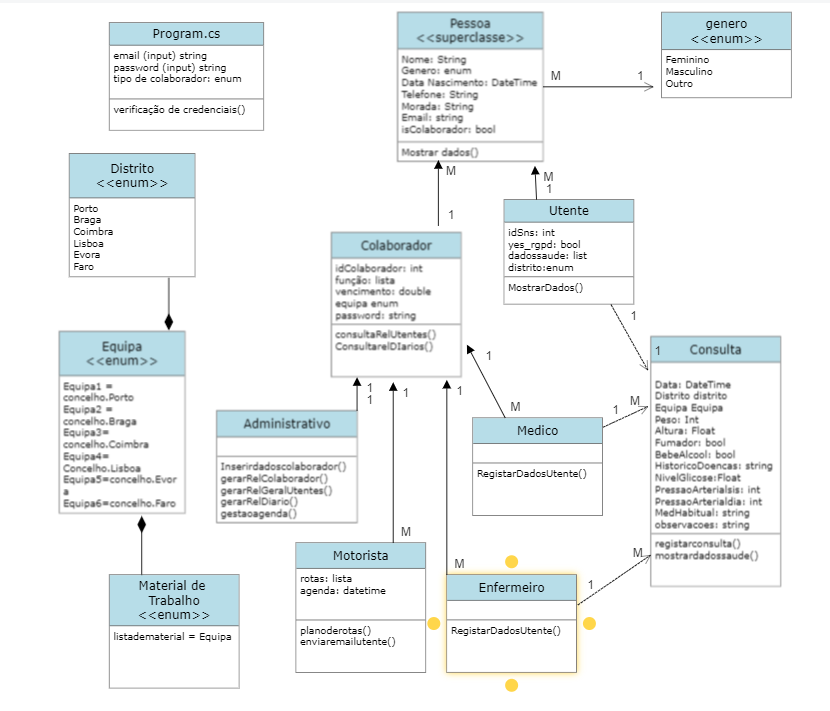 Program.cs
email (input) string
password (input) string
tipo de colaborador: enum
verificação de credenciais()
Pessoa
<<superclasse>>
Nome: String
Genero: enum
Data Nascimento: DateTime
Telefone: String
Morada: String
Email: string
isColaborador: bool
Mostrar dados()
M
1
genero
<<enum>>
Feminino
Masculino
Outro
Distrito
<<enum>>
Porto
Braga
Coimbra
Lisboa
Evora
Faro
M
1
M
1
Utente
idSns: int
yes_rgpd: bool
dadossaude: list
distrito:enum
MostrarDados()
Colaborador
idColaborador: int
função: lista
vencimento: double
equipa enum
password: string
consultaRelUtentes()
ConsultarelDIarios()
1
1
Consulta
Data: DateTime
Distrito distrito
Equipa Equipa
Peso: Int
Altura: Float
Fumador: bool
BebeAlcool: bool
HistoricoDoencas: string
NivelGlicose:Float
PressaoArterialsis: int
PressaoArterialdia: int
MedHabitual: string
observacoes: string
registarconsulta()
mostrardadossaude()
Equipa
<<enum>>
Equipa1 =
concelho.Porto
Equipa2 =
concelho.Braga
Equipa3=
concelho.Coimbra
Equipa4=
Concelho.Lisboa
Equipa5=concelho.Evor
a
Equipa6=concelho.Faro
1
1
1
1
1
M
1
M
Administrativo
Inserirdadoscolaborador()
gerarRelColaborador()
gerarRelGeralUtentes()
gerarRelDiario()
gestaoagenda()
Medico
RegistarDadosUtente()
M
M
1
M
Motorista
rotas: lista
agenda: datetime
planoderotas()
enviaremailutente()
Enfermeiro
RegistarDadosUtente()
Material de
Trabalho
<<enum>>
listadematerial = Equipa